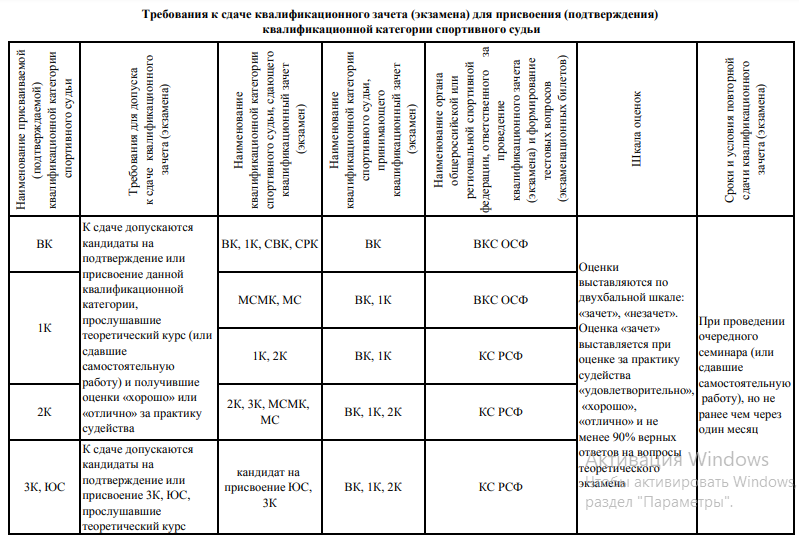 Требования к сдаче квалификационного зачета (экзамена) для присвоения (подтверждения)
квалификационной категории спортивного судьи
Наименование присваиваемой
(подтверждаемой)
квалификационной категории
спортивного судьи
Требования для допуска
к сдаче квалификационного
зачета (экзамена)
Наименование
квалификационной категории
спортивного судьи, сдающего
квалификационный зачет
(экзамен)
Наименование
квалификационной категории
спортивного судьи,
принимающего
квалификационный зачет
(экзамен)
Наименование органа
общероссийской или
региональной спортивной
федерации, ответственного за
проведение
квалификационного зачета
(экзамена) и формирование
тестовых вопросов
(экзаменационных билетов)
Шкала оценок
Сроки и условия повторной
сдачи квалификационного
зачета (экзамена)
ВК
К сдаче допускаются
кандидаты на
подтверждение или
присвоение данной
квалификационной
категории,
прослушавшие
теоретический курс (или
сдавшие
самостоятельную
работу) и получившие
оценки «хорошо» или
«отлично» за практику
судейства
ВК, 1К, СВК, СРК
ВК
ВКС ОСФ
Оценки
выставляются по
двухбальной шкале:
«зачет», «незачет».
Оценка «зачет»
выставляется при
оценке за практику
судейства
«удовлетворительно»,
«хорошо»,
«отлично» и не
менее 90% верных
ответов на вопросы
теоретического
экзамена
При проведении
очередного
семинара (или
сдавшие
самостоятельную
работу), но не
ранее чем через
один месяц
1К
МСМК, МС
ВК, 1К
ВКС ОСФ
1К, 2К
ВК, 1К
КС РСФ
2К
2К, 3К, МСМК,
МС
ВК, 1К, 2К
КС РСФ
3К, ЮС
К сдаче допускаются
кандидаты на
подтверждение или
присвоение 3К, ЮС,
прослушавшие
теоретический курс
кандидат на
присвоение ЮС,
3К
ВК, 1К, 2К
КС РСФ
Активация Windows
Чтобы активировать Windows,
раздел "Параметры".